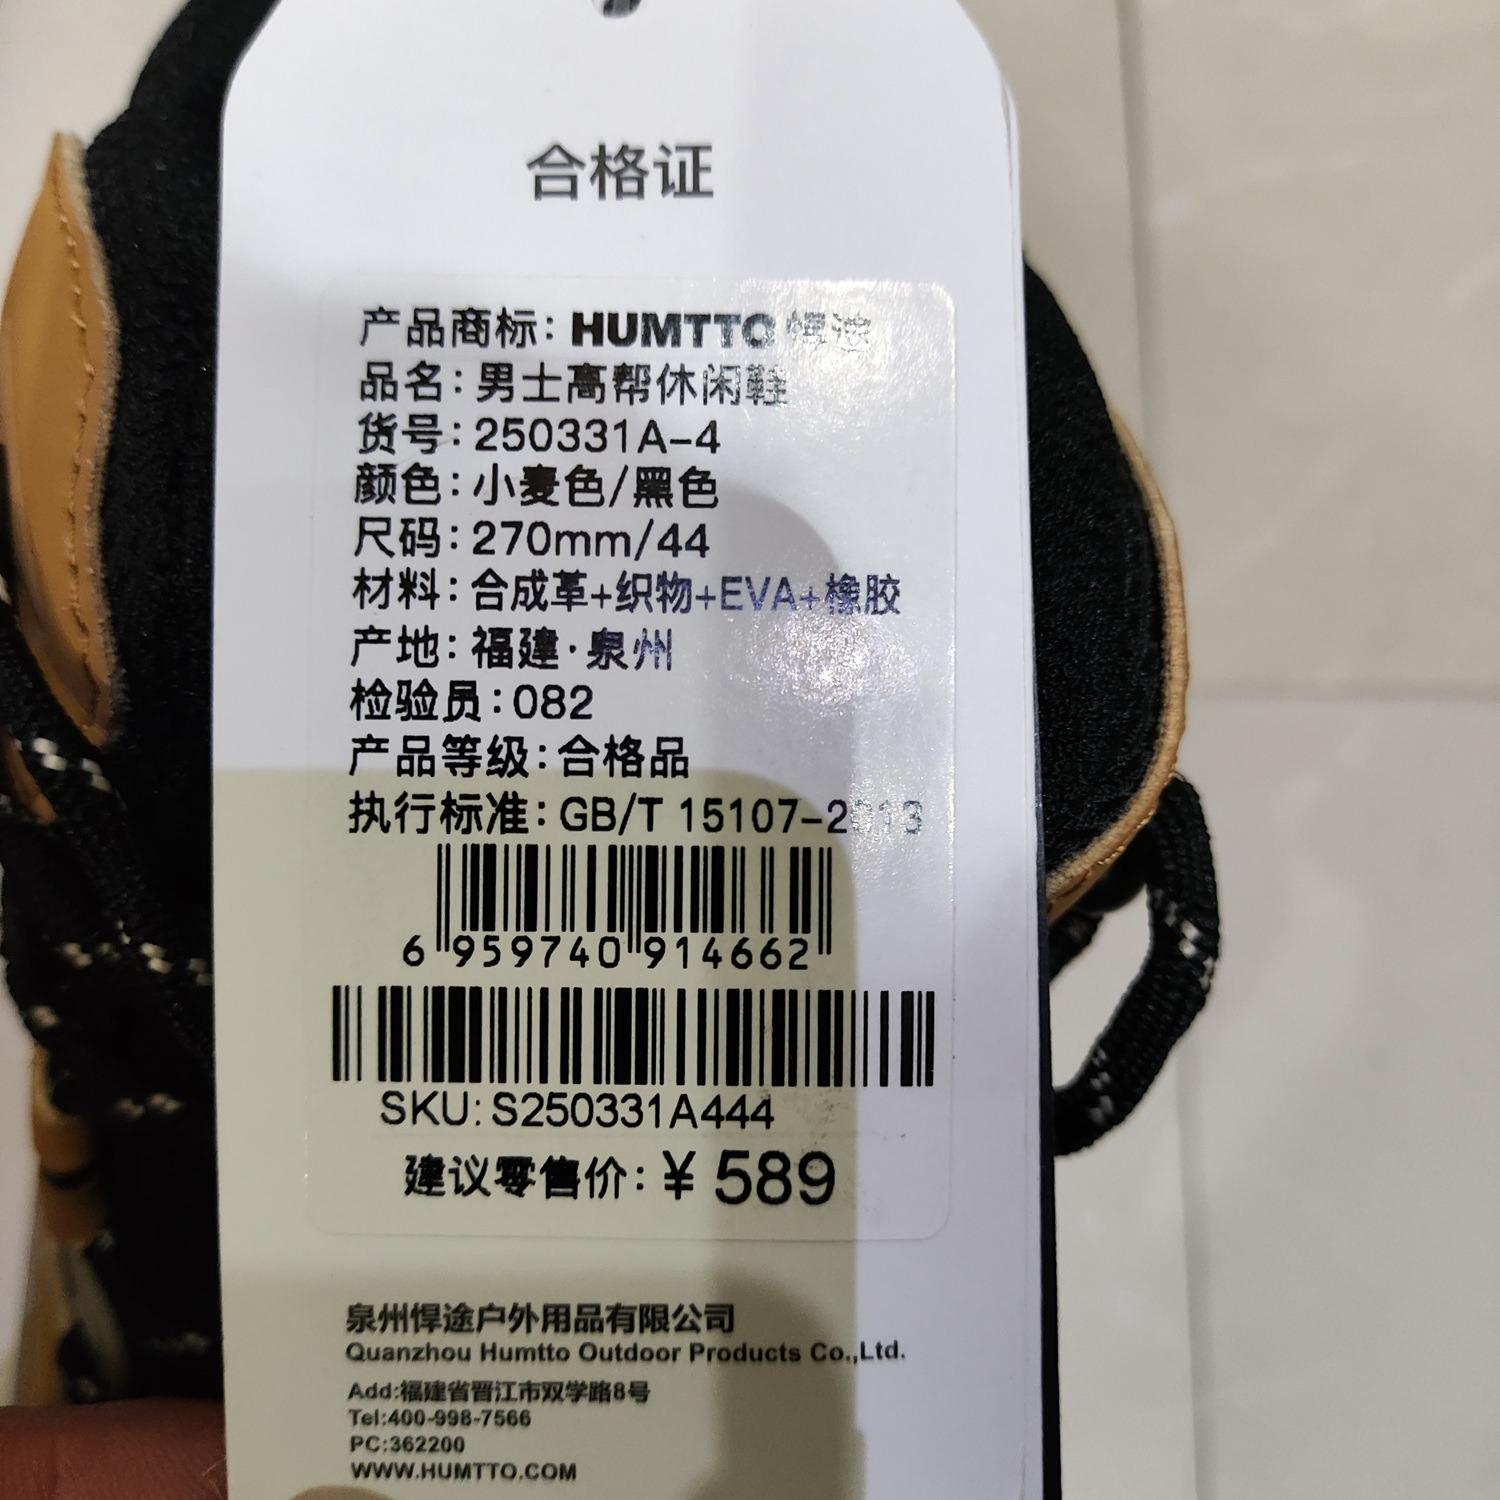 合格证
产品商标: HUMTTO 悍途
品名: 男士高帮休闲鞋
货号: 250331A-4
颜色: 小麦色/黑色
尺码: 270mm/44
材料: 合成革+织物+EVA+橡胶
产地: 福建·泉州
检验员: 082
产品等级: 合格品
执行标准: GB/T 15107-2013
6 959740 914662
SKU: S250331A444
建议零售价: ¥ 589
泉州悍途户外用品有限公司
Quanzhou Humtto Outdoor Products Co.,Ltd.
Add:福建省晋江市双学路8号
Tel:400-998-7566
PC:362200
WWW.HUMTTO.COM